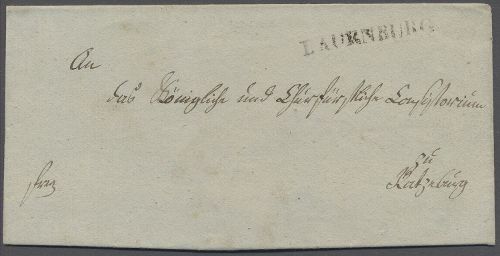 LAUENBURG
An
das Königliche und Churfürstliche Consistorium
zu
Ratzeburg
frey